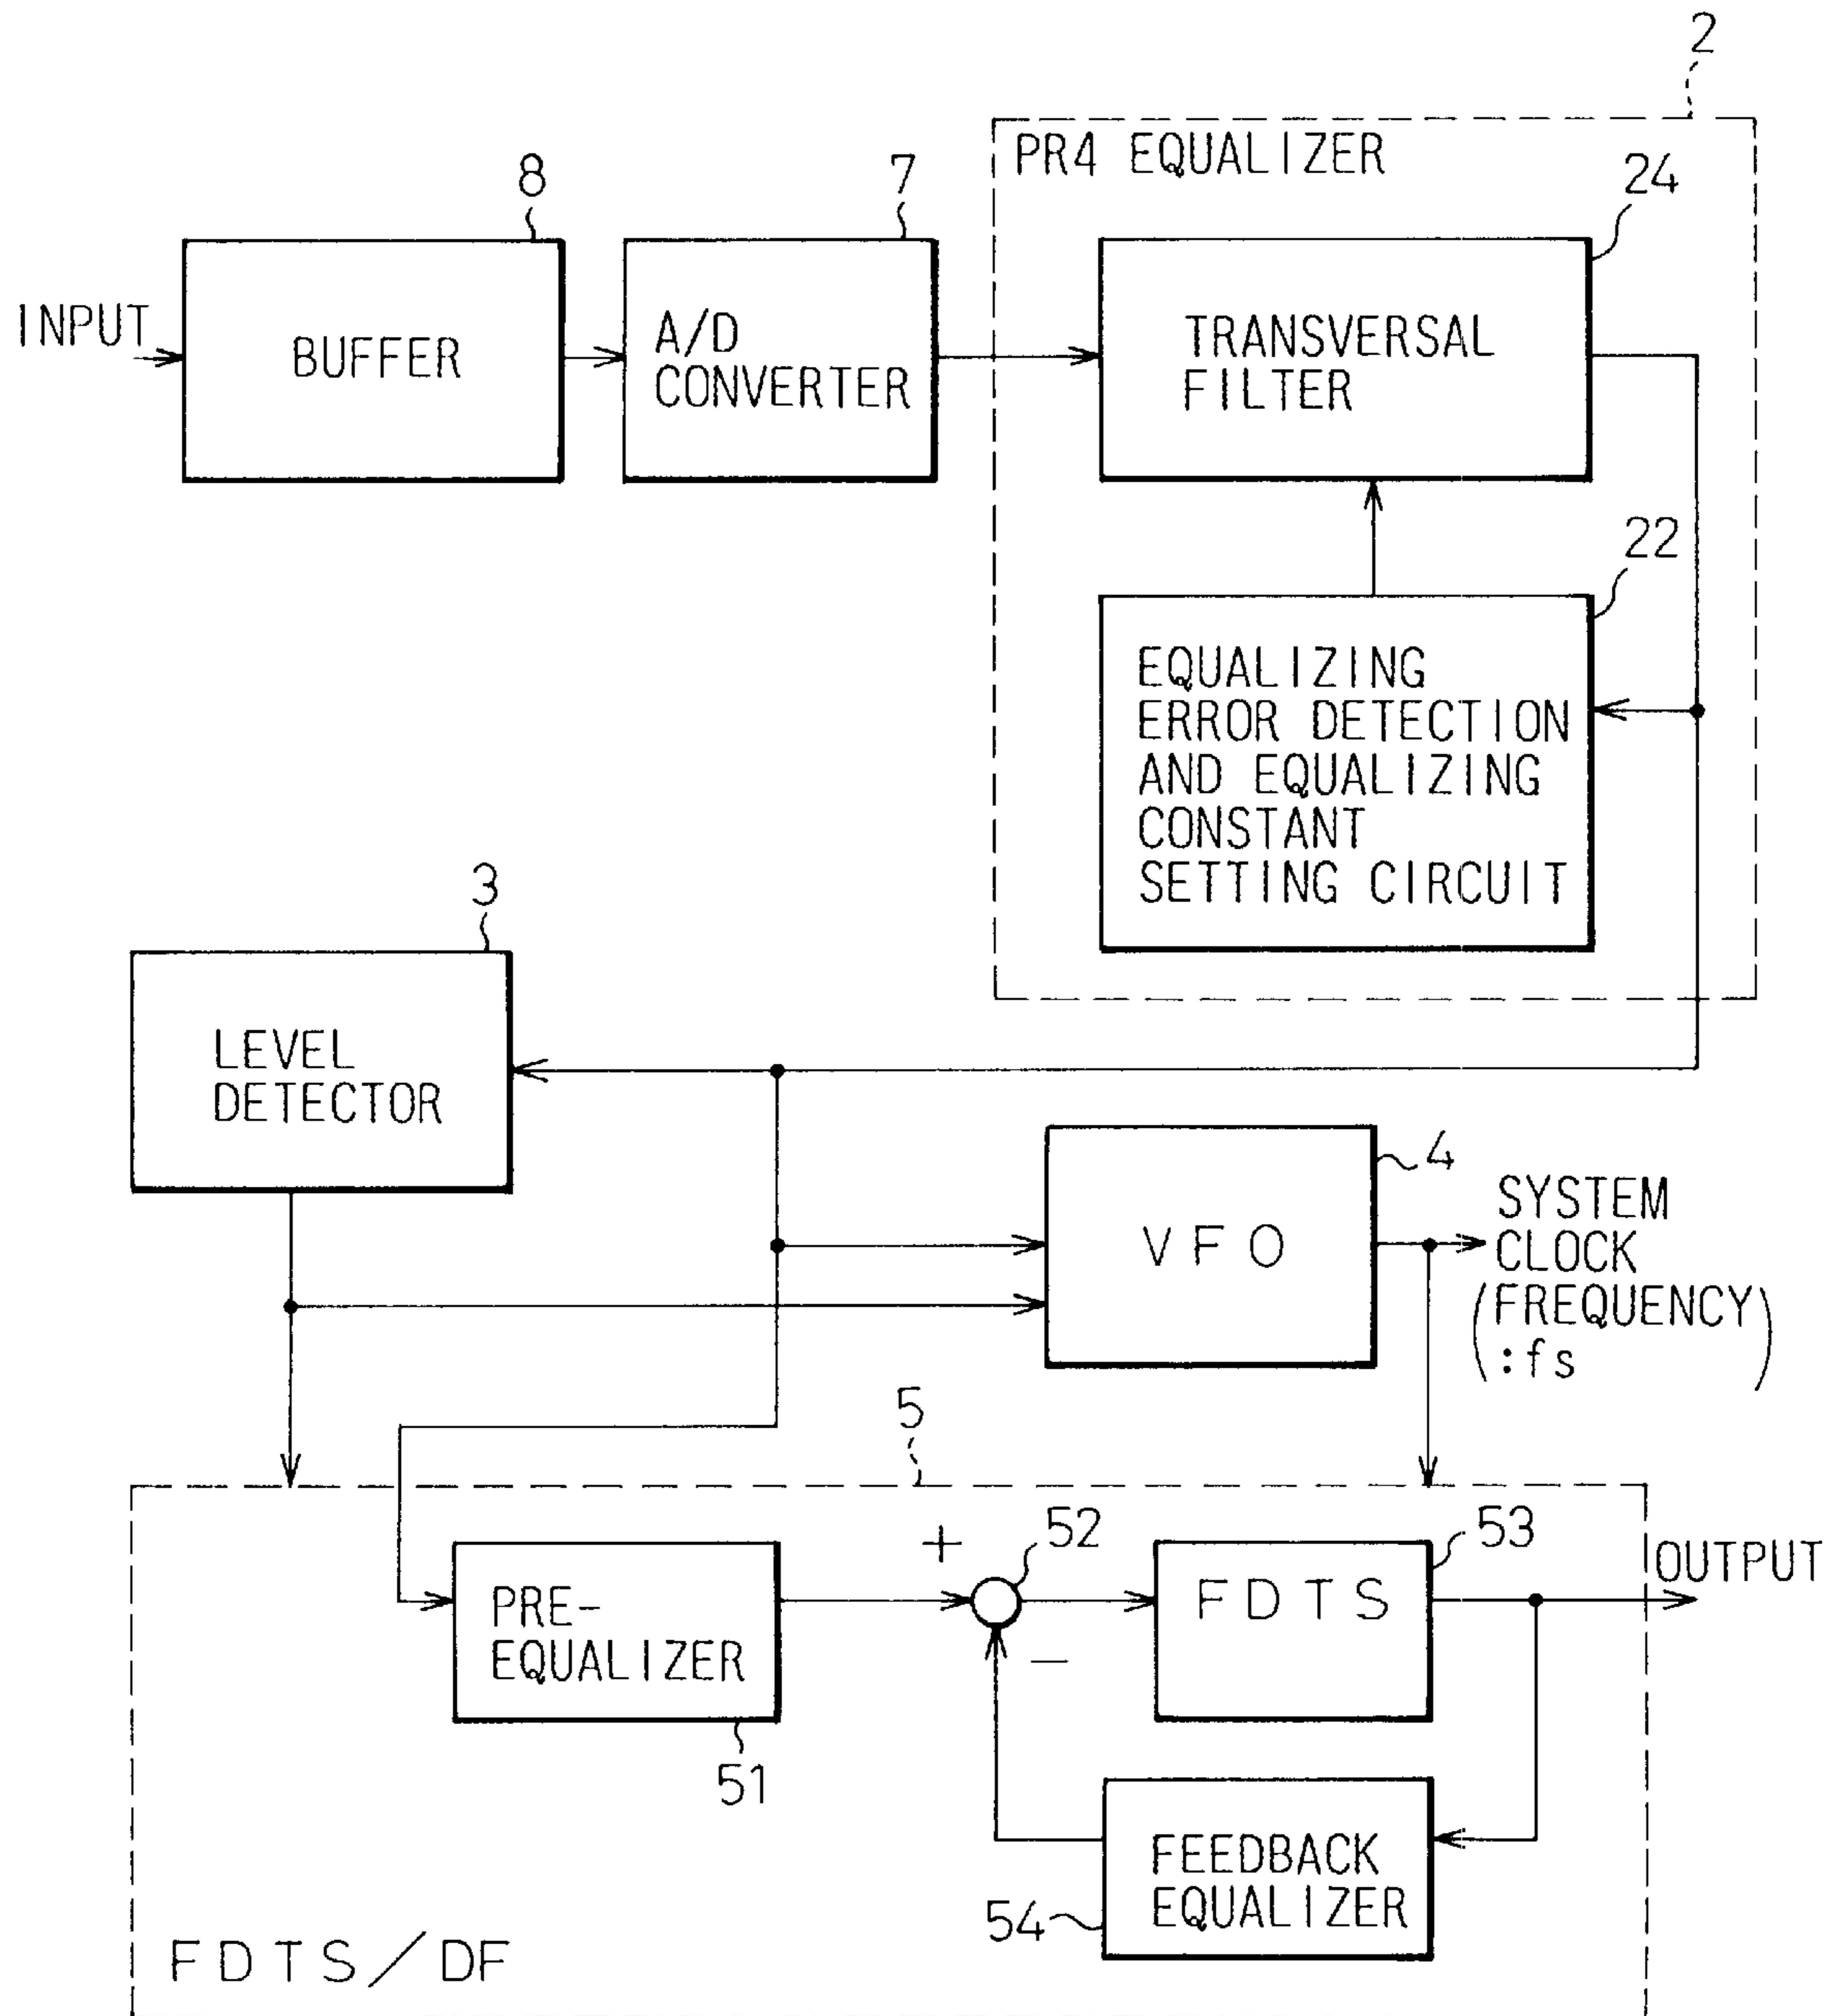 2
PR4 EQUALIZER
8
7
24
INPUT
BUFFER
A/D
CONVERTER
TRANSVERSAL
FILTER
22
EQUALIZING
ERROR DETECTION
AND EQUALIZING
CONSTANT
SETTING CIRCUIT
3
LEVEL
DETECTOR
4
VFO
SYSTEM
CLOCK
(FREQUENCY)
:fs
5
+
52
53
OUTPUT
PRE-
EQUALIZER
FDTS
−
51
FEEDBACK
EQUALIZER
54
FDTS/DF